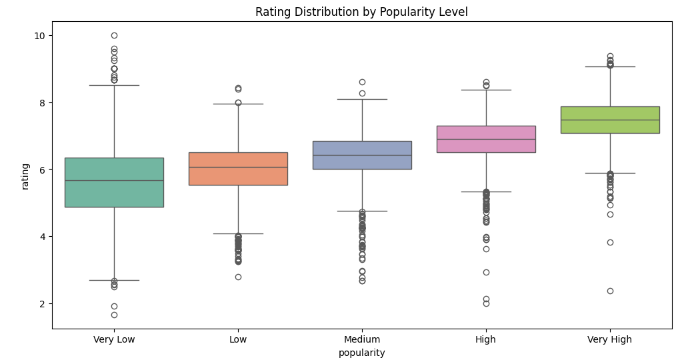 Rating Distribution by Popularity Level
rating
10
8
6
4
2
Very Low Low Medium High Very High
popularity